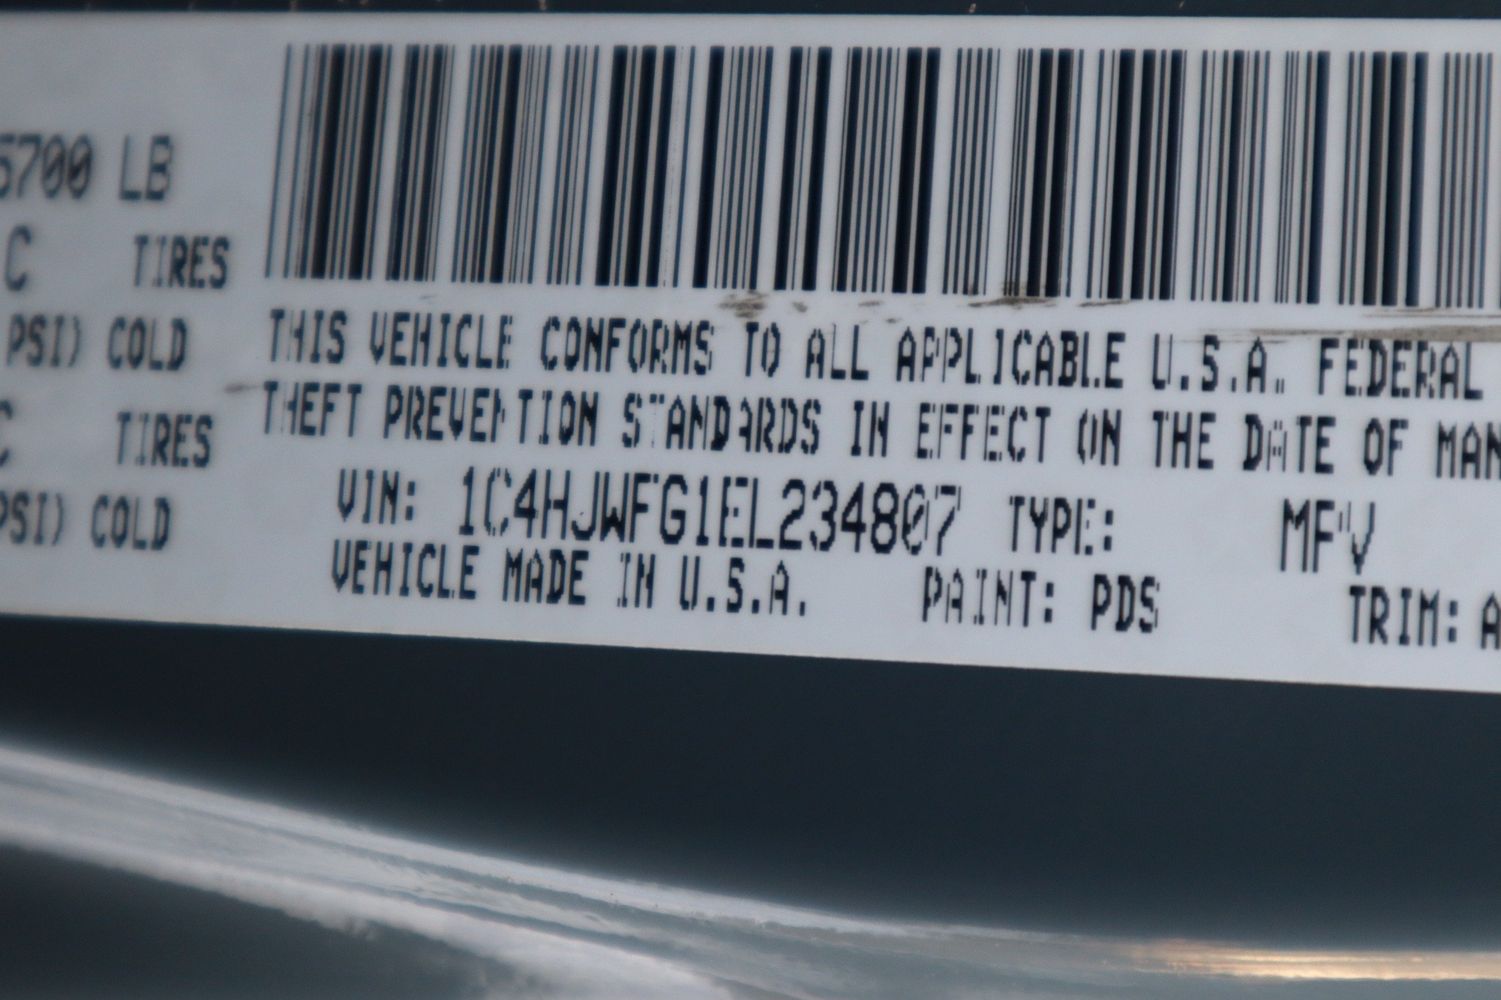 5700 LB
C TIRES
PSI) COLD
C TIRES
PSI) COLD
THIS VEHICLE CONFORMS TO ALL APPLICABLE U.S.A. FEDERAL
THEFT PREVENTION STANDARDS IN EFFECT ON THE DATE OF MAN
VIN: 1C4HJWFG1EL234807 TYPE: MPV
VEHICLE MADE IN U.S.A. PAINT: PDS TRIM: A